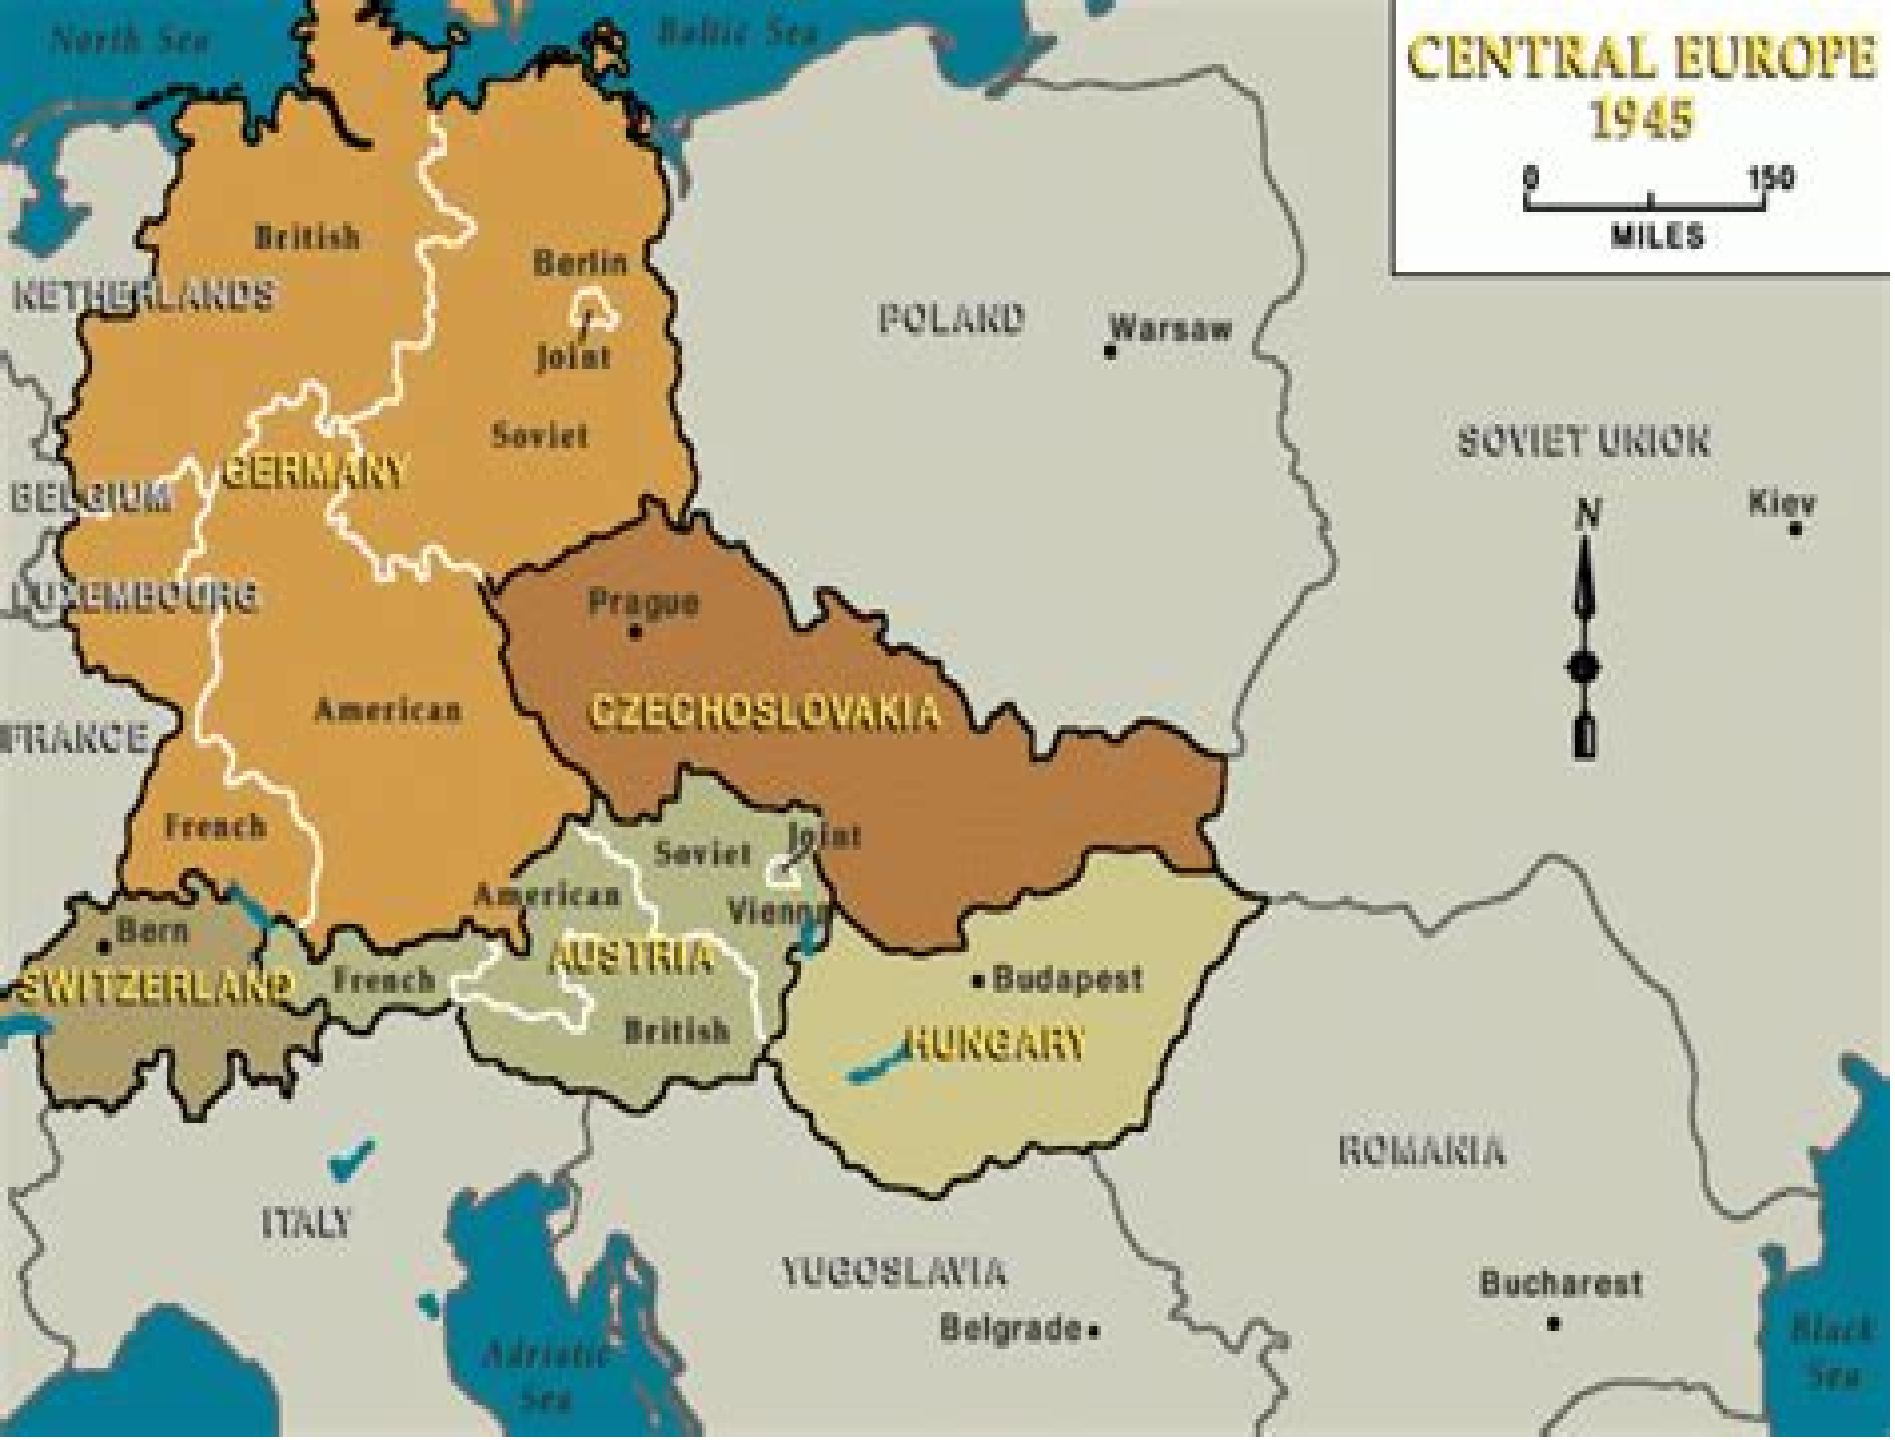 North Sea
Baltic Sea
CENTRAL EUROPE
1945
0 150
MILES
British
Berlin
Joint
NETHERLANDS
POLAND
Warsaw
Soviet
SOVIET UNION
GERMANY
BELGIUM
N
Kiev
LUXEMBOURG
Prague
American
CZECHOSLOVAKIA
FRANCE
French
Soviet
Joint
American
Vienna
Bern
AUSTRIA
SWITZERLAND
French
Budapest
British
HUNGARY
ROMANIA
ITALY
YUGOSLAVIA
Bucharest
Belgrade
Adriatic
Sea
Black
Sea